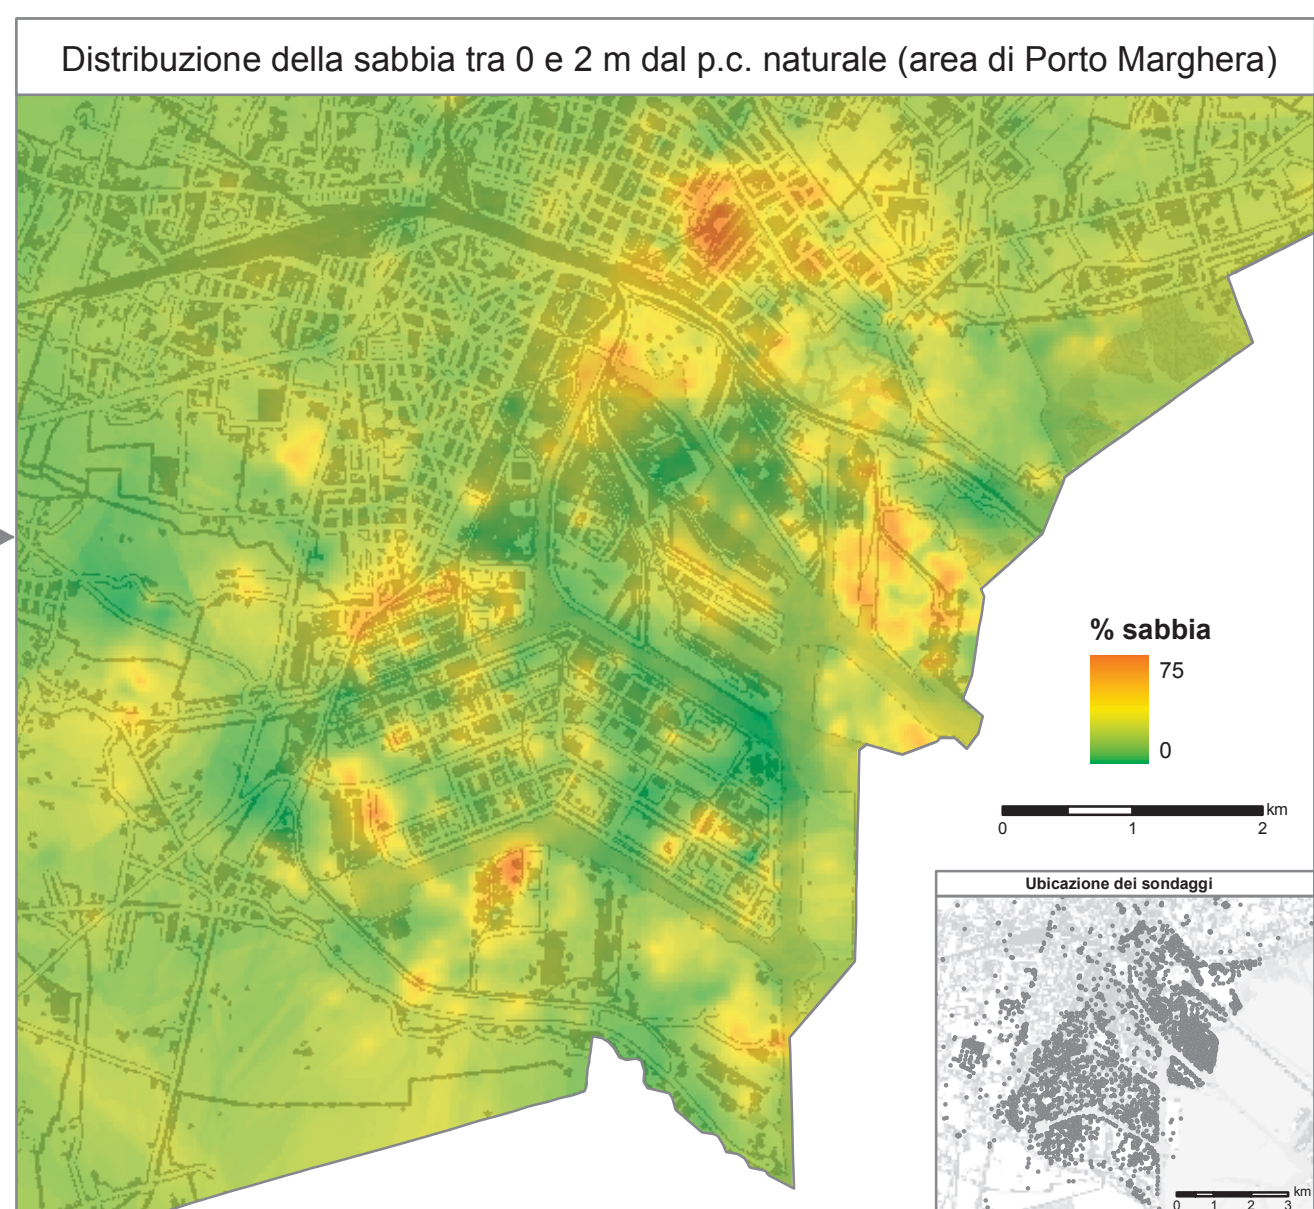 Distribuzione della sabbia tra 0 e 2 m dal p.c. naturale (area di Porto Marghera)
% sabbia
75
0
km
0 1 2
Ubicazione dei sondaggi
km
0 1 2 3